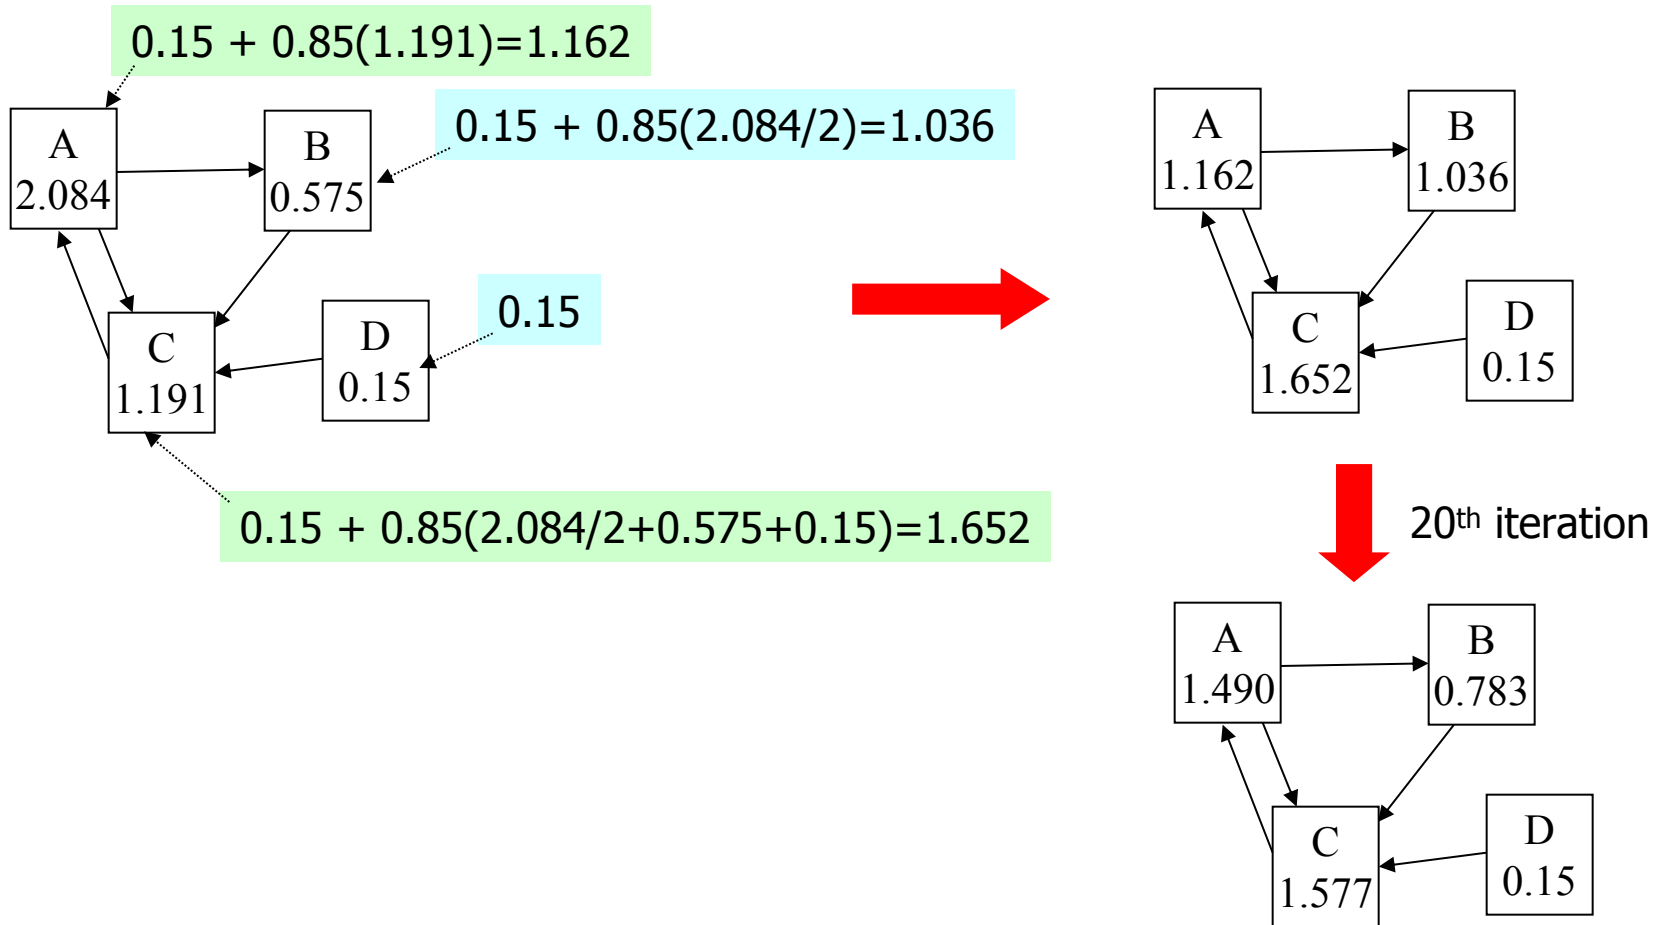 0.15 + 0.85(1.191)=1.162
A
2.084
B
0.575
0.15 + 0.85(2.084/2)=1.036
C
1.191
D
0.15
0.15
0.15 + 0.85(2.084/2+0.575+0.15)=1.652
A
1.162
B
1.036
C
1.652
D
0.15
20th iteration
A
1.490
B
0.783
C
1.577
D
0.15